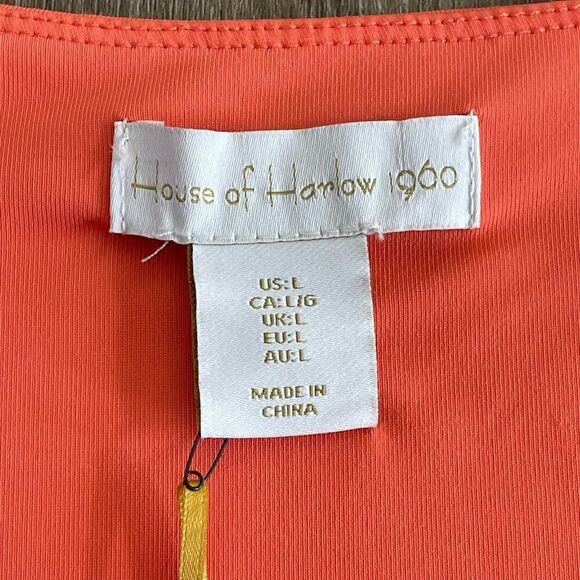 House of Harlow 1960
US:L
CA:L/G
UK:L
EU:L
AU:L
MADE IN
CHINA